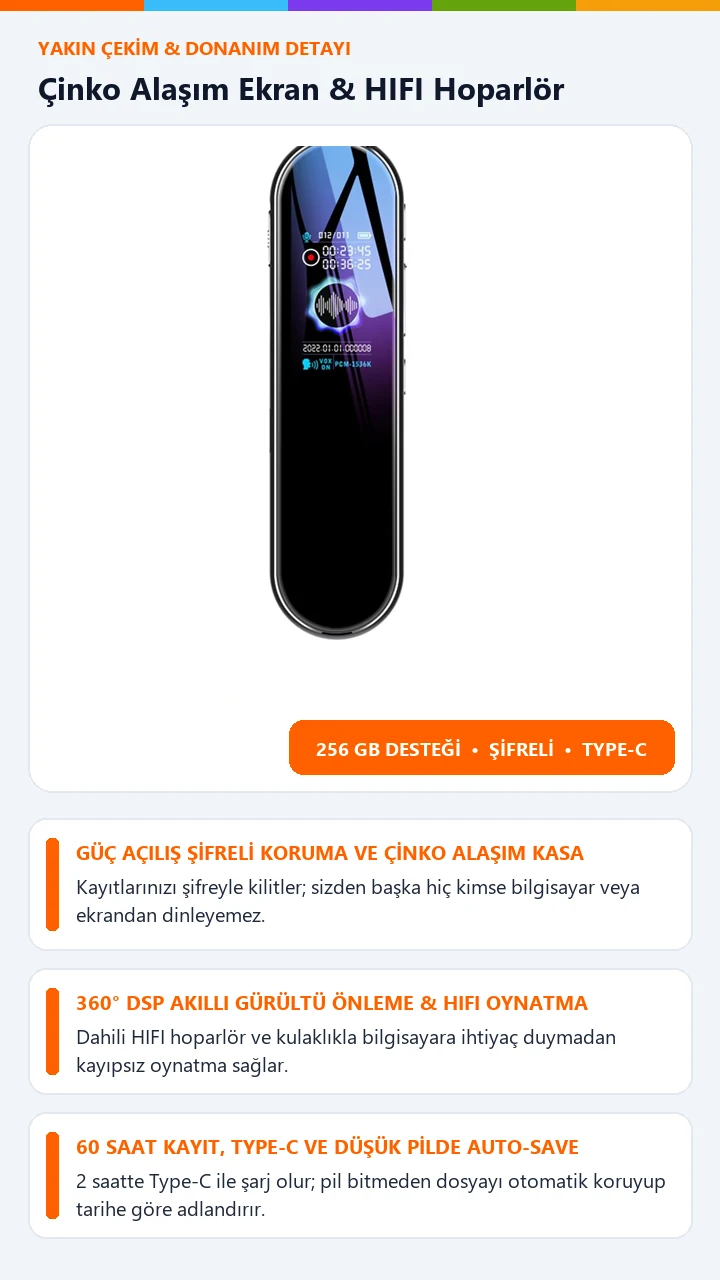 YAKIN ÇEKİM & DONANIM DETAYI
Çinko Alaşım Ekran & HIFI Hoparlör
012/011
00:23:45
00:36:25
2022.01.01.000008
VOX ON PCM-1536K
256 GB DESTEĞİ • ŞİFRELİ • TYPE-C
GÜÇ AÇILIŞ ŞİFRELİ KORUMA VE ÇİNKO ALAŞIM KASA
Kayıtlarınızı şifreyle kilitler; sizden başka hiç kimse bilgisayar veya
ekrandan dinleyemez.
360° DSP AKILLI GÜRÜLTÜ ÖNLEME & HIFI OYNATMA
Dahili HIFI hoparlör ve kulaklıkla bilgisayara ihtiyaç duymadan
kayıpsız oynatma sağlar.
60 SAAT KAYIT, TYPE-C VE DÜŞÜK PİLDE AUTO-SAVE
2 saatte Type-C ile şarj olur; pil bitmeden dosyayı otomatik koruyup
tarihe göre adlandırır.